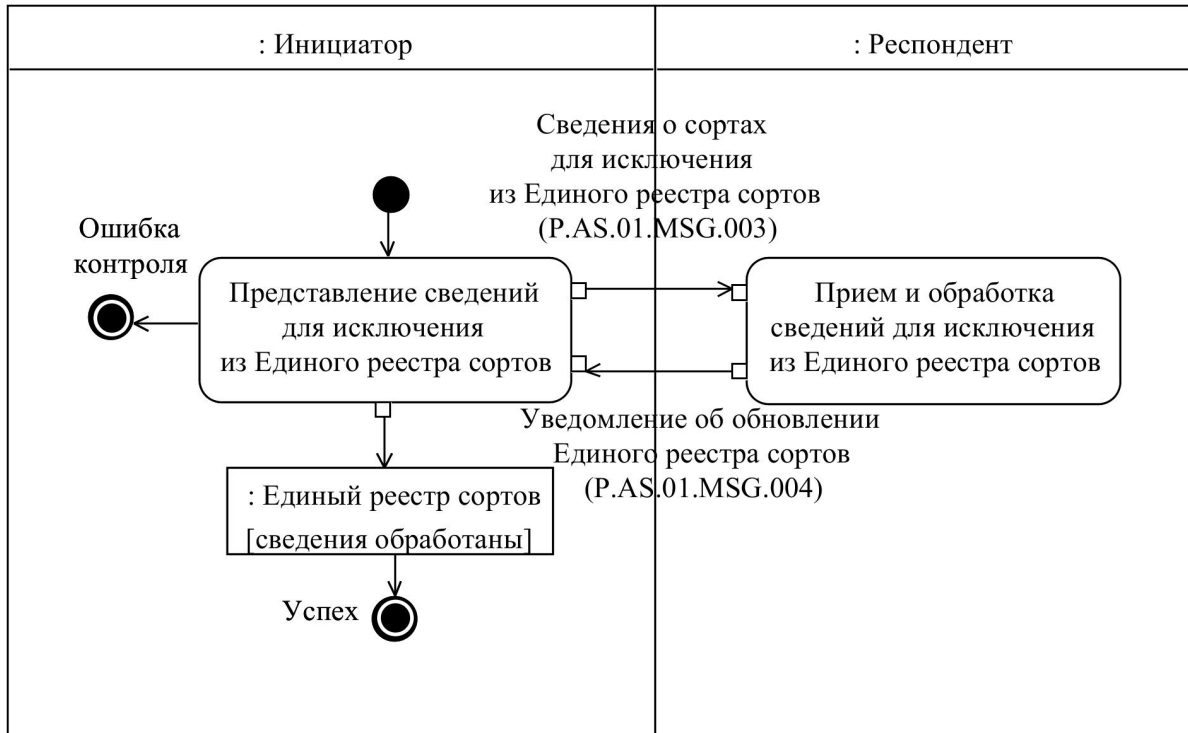 : Инициатор
: Респондент
Сведения о сортах
для исключения
из Единого реестра сортов
(P.AS.01.MSG.003)
Ошибка
контроля
Представление сведений
для исключения
из Единого реестра сортов
Прием и обработка
сведений для исключения
из Единого реестра сортов
Уведомление об обновлении
Единого реестра сортов
(P.AS.01.MSG.004)
: Единый реестр сортов
[сведения обработаны]
Успех